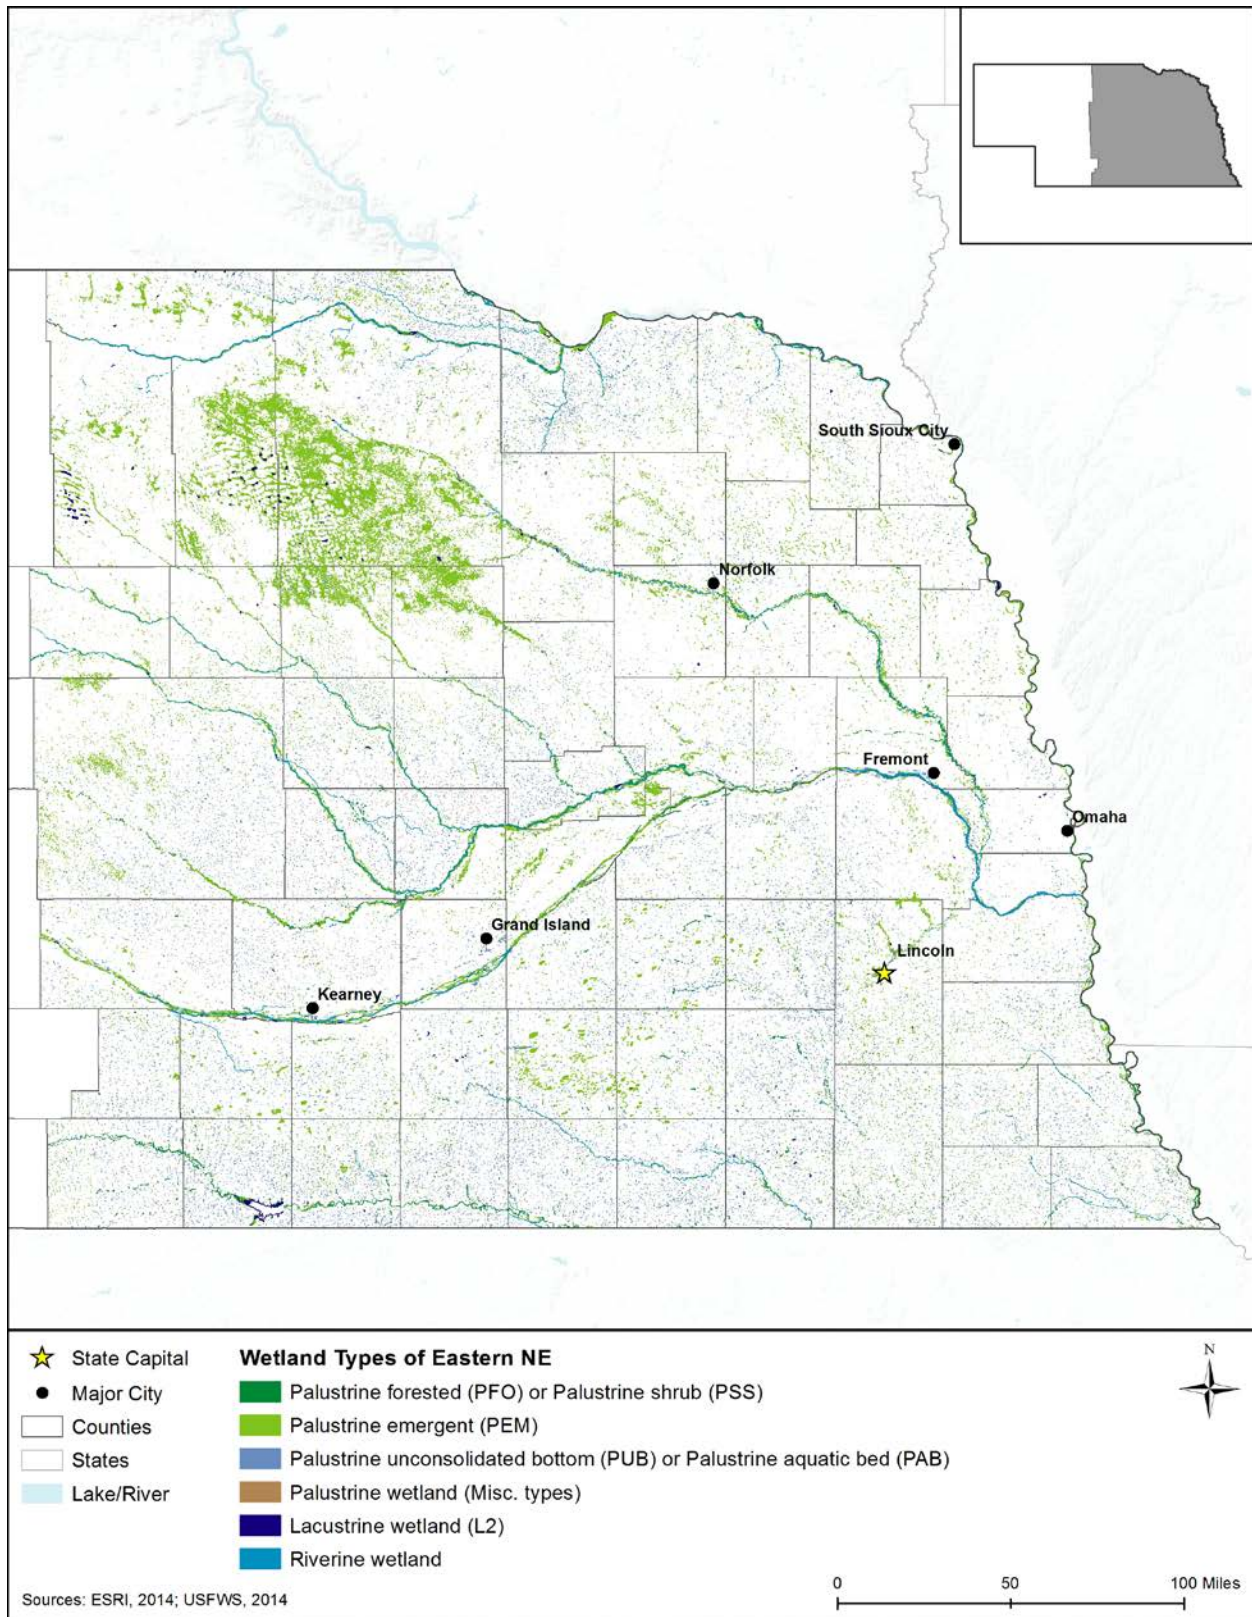 South Sioux City
Norfolk
Fremont
Omaha
Grand Island
Lincoln
Kearney
State Capital
Major City
Counties
States
Lake/River
Wetland Types of Eastern NE
Palustrine forested (PFO) or Palustrine shrub (PSS)
Palustrine emergent (PEM)
Palustrine unconsolidated bottom (PUB) or Palustrine aquatic bed (PAB)
Palustrine wetland (Misc. types)
Lacustrine wetland (L2)
Riverine wetland
N
0 50 100 Miles
Sources: ESRI, 2014; USFWS, 2014